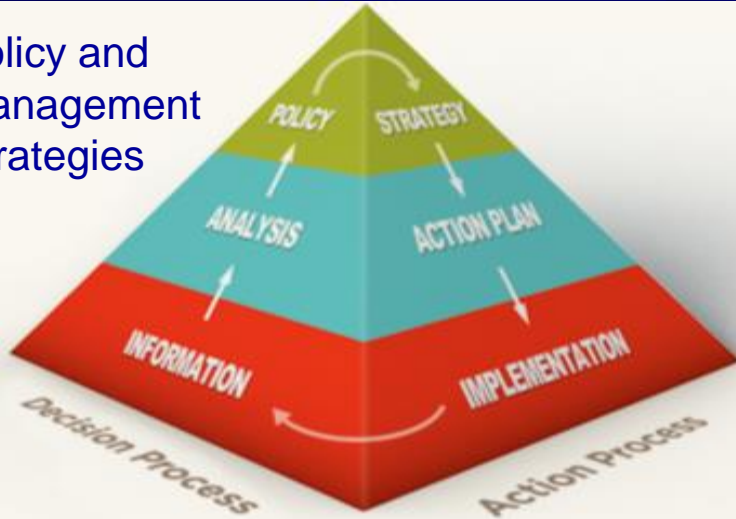 olicy and
anagement
rategies
POLICY
STRATEGY
ANALYSIS
ACTION PLAN
INFORMATION
IMPLEMENTATION
Decision Process
Action Process